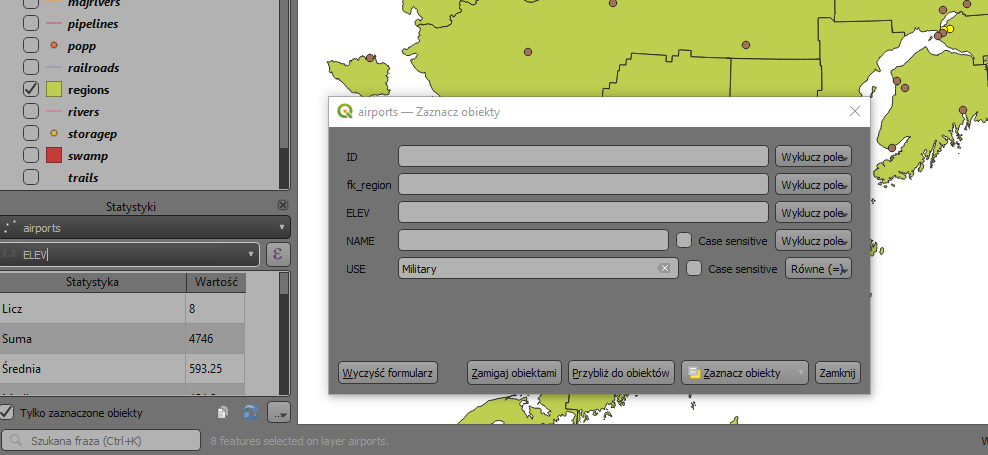 majrivers
pipelines
popp
railroads
regions
rivers
storagep
swamp
trails
Statystyki
airports
1.2 ELEV
ε
Statystyka Wartość
Licz 8
Suma 4746
Średnia 593.25
Tylko zaznaczone obiekty ...
Szukana fraza (Ctrl+K) 8 features selected on layer airports. W
airports — Zaznacz obiekty
ID Wyklucz pole
fk_region Wyklucz pole
ELEV Wyklucz pole
NAME Case sensitive Wyklucz pole
USE Military Case sensitive Równe (=)
Wyczyść formularz Zamigaj obiektami Przybliż do obiektów Zaznacz obiekty Zamknij